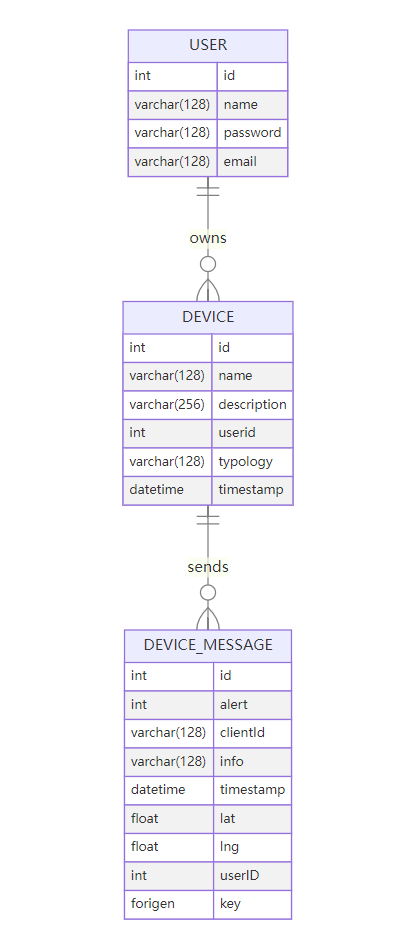 USER
int id
varchar(128) name
varchar(128) password
varchar(128) email
owns
DEVICE
int id
varchar(128) name
varchar(256) description
int userid
varchar(128) typology
datetime timestamp
sends
DEVICE_MESSAGE
int id
int alert
varchar(128) clientId
varchar(128) info
datetime timestamp
float lat
float lng
int userID
forigen key